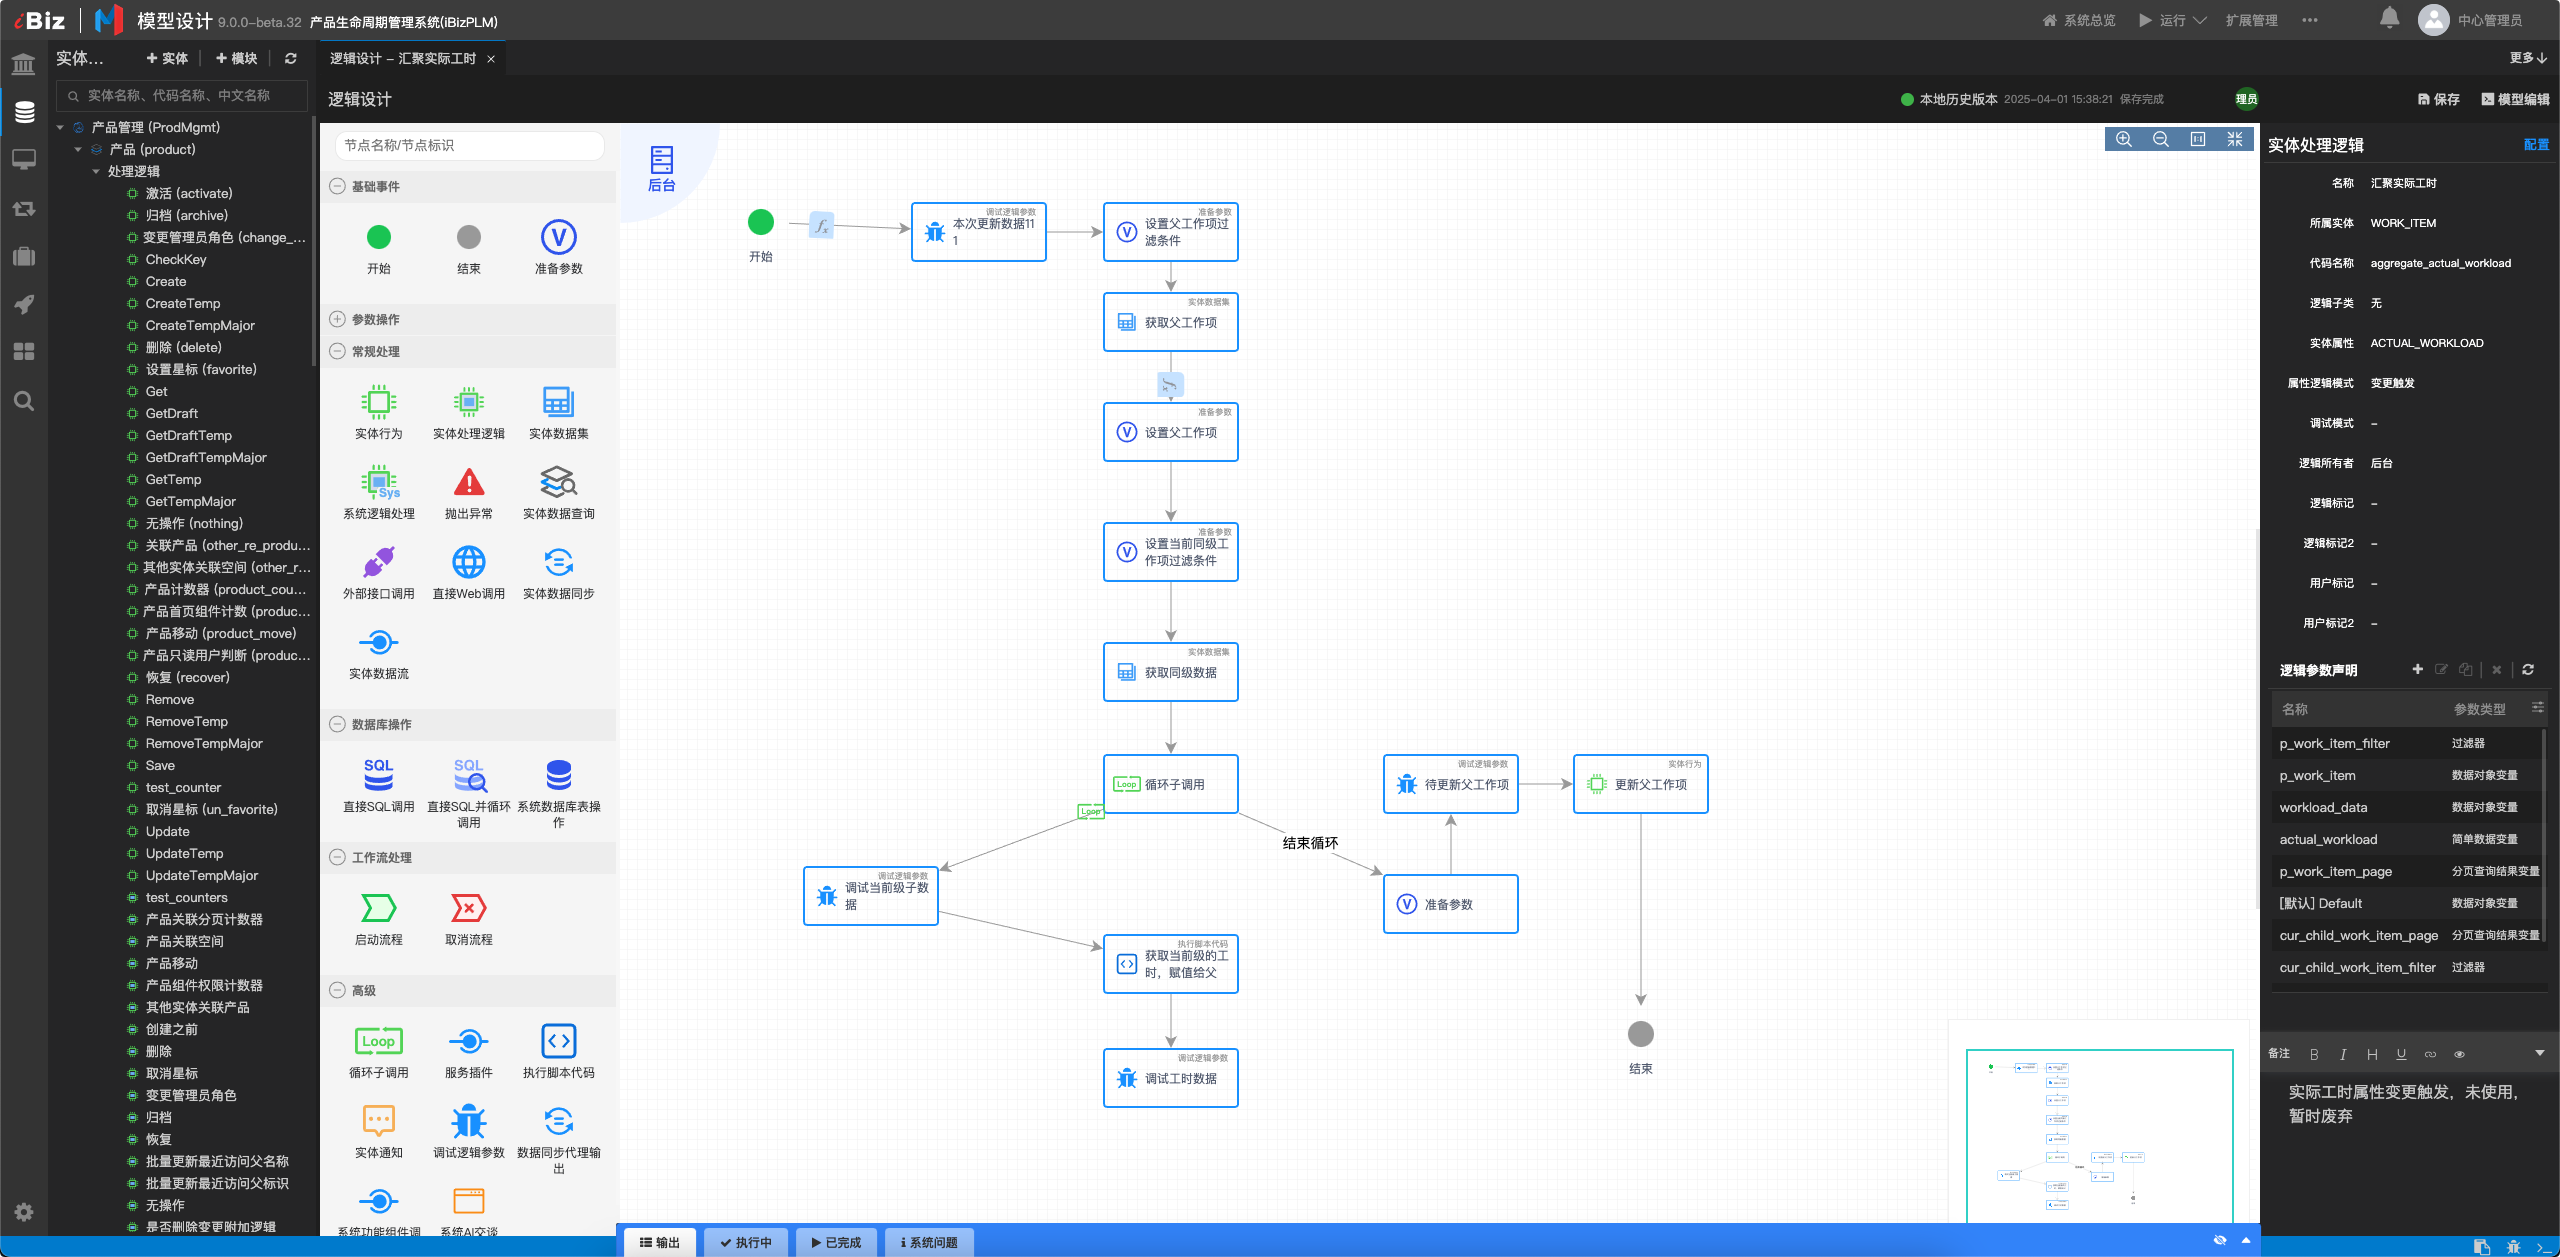 iBiz
模型设计 9.0.0-beta.32 产品生命周期管理系统(iBizPLM)
系统总览
运行
扩展管理
中心管理员
实体...
实体
模块
实体名称、代码名称、中文名称
产品管理 (ProdMgmt)
产品 (product)
处理逻辑
激活 (activate)
归档 (archive)
变更管理员角色 (change_...
CheckKey
Create
CreateTemp
CreateTempMajor
删除 (delete)
设置星标 (favorite)
Get
GetDraft
GetDraftTemp
GetDraftTempMajor
GetTemp
GetTempMajor
无操作 (nothing)
关联产品 (other_re_produ...
其他实体关联空间 (other_r...
产品计数器 (product_cou...
产品首页组件计数 (produc...
产品移动 (product_move)
产品只读用户判断 (produc...
恢复 (recover)
Remove
RemoveTemp
RemoveTempMajor
Save
test_counter
取消星标 (un_favorite)
Update
UpdateTemp
UpdateTempMajor
test_counters
产品关联分页计数器
产品关联空间
产品移动
产品组件权限计数器
其他实体关联产品
创建之前
删除
取消星标
变更管理员角色
归档
恢复
批量更新最近访问父名称
批量更新最近访问父标识
无操作
是否删除变更附加逻辑
逻辑设计 – 汇聚实际工时
更多
逻辑设计
本地历史版本 2025-04-01 15:38:21 保存完成
理员
保存
模型编辑
节点名称/节点标识
基础事件
开始
结束
准备参数
参数操作
常规处理
实体行为
实体处理逻辑
实体数据集
Sys
系统逻辑处理
抛出异常
实体数据查询
外部接口调用
直接Web调用
实体数据同步
实体数据流
数据库操作
SQL
直接SQL调用
SQL
直接SQL并循环
调用
系统数据库表操
作
工作流处理
启动流程
取消流程
高级
Loop
循环子调用
服务插件
执行脚本代码
实体通知
调试逻辑参数
数据同步代理输
出
系统功能组件调
系统AI交谈
后台
开始
fx
调试逻辑参数
本次更新数据11
1
准备参数
设置父工作项过
滤条件
实体数据集
获取父工作项
准备参数
设置父工作项
准备参数
设置当前同级工
作项过滤条件
实体数据集
获取同级数据
Loop
循环子调用
Loop
结束循环
调试逻辑参数
待更新父工作项
实体行为
更新父工作项
调试逻辑参数
调试当前级子数
据
准备参数
执行脚本代码
获取当前级的工
时，赋值给父
调试逻辑参数
调试工时数据
结束
输出
执行中
已完成
系统问题
实体处理逻辑
配置
名称 汇聚实际工时
所属实体 WORK_ITEM
代码名称 aggregate_actual_workload
逻辑子类 无
实体属性 ACTUAL_WORKLOAD
属性逻辑模式 变更触发
调试模式 –
逻辑所有者 后台
逻辑标记 –
逻辑标记2 –
用户标记 –
用户标记2 –
逻辑参数声明
名称 参数类型
p_work_item_filter 过滤器
p_work_item 数据对象变量
workload_data 数据对象变量
actual_workload 简单数据变量
p_work_item_page 分页查询结果变量
[默认] Default 数据对象变量
cur_child_work_item_page 分页查询结果变量
cur_child_work_item_filter 过滤器
备注 B I H U
实际工时属性变更触发，未使用，
暂时废弃